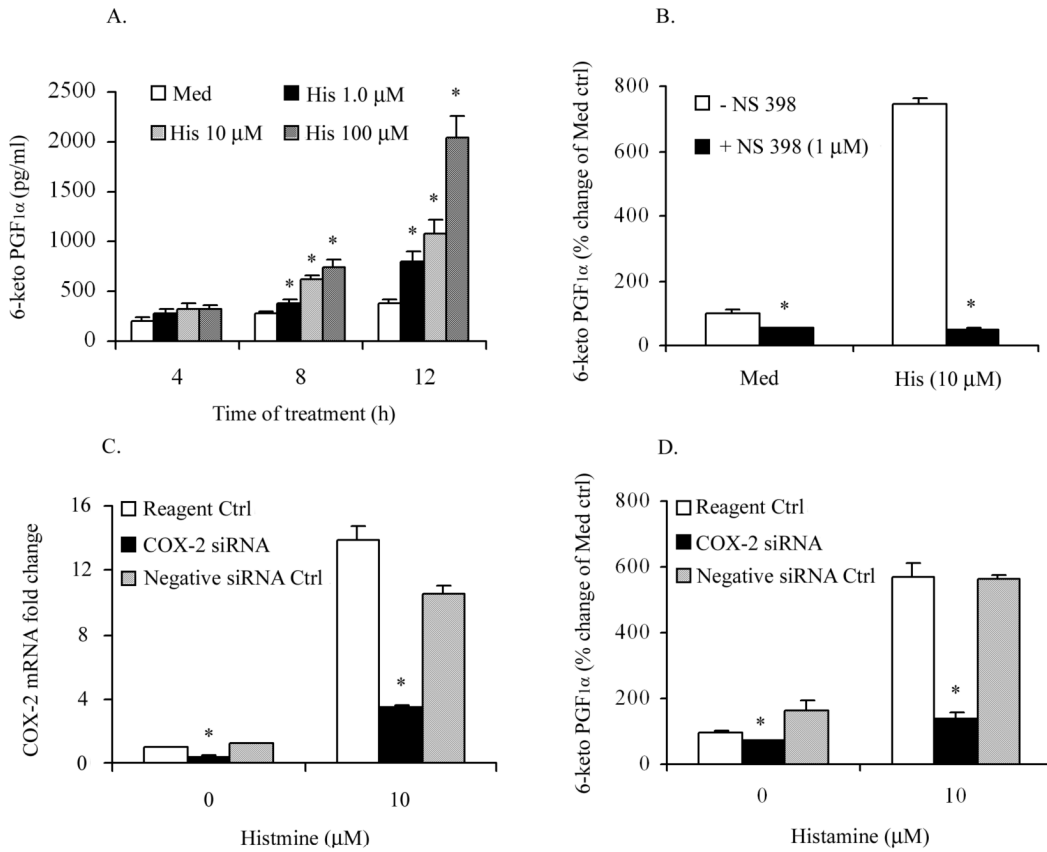 A.
6-keto PGF1α (pg/ml)
2500
2000
1500
1000
500
0
Med
His 1.0 µM
His 10 µM
His 100 µM
* * * * * *
4 8 12
Time of treatment (h)
B.
6-keto PGF1α (% change of Med ctrl)
800
600
400
200
0
- NS 398
+ NS 398 (1 µM)
* *
Med His (10 µM)
C.
COX-2 mRNA fold change
16
12
8
4
0
Reagent Ctrl
COX-2 siRNA
Negative siRNA Ctrl
* *
0 10
Histmine (µM)
D.
6-keto PGF1α (% change of Med ctrl)
800
600
400
200
0
Reagent Ctrl
COX-2 siRNA
Negative siRNA Ctrl
* *
0 10
Histamine (µM)